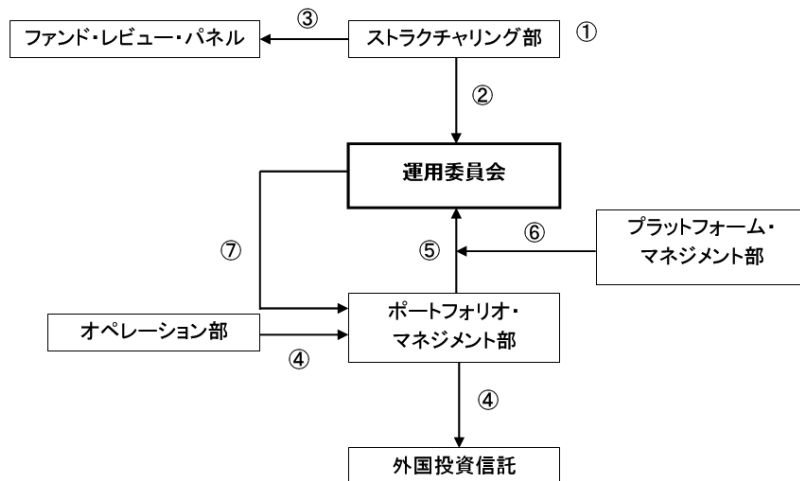 ファンド・レビュー・パネル
③
ストラクチャリング部
①
②
運用委員会
プラットフォーム・
マネジメント部
⑥
⑤
⑦
ポートフォリオ・
マネジメント部
オペレーション部
④
④
外国投資信託